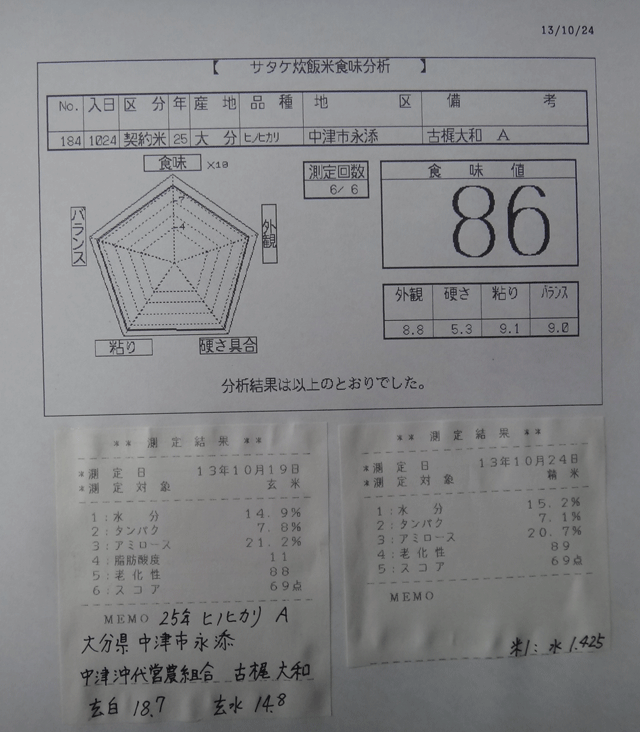 13/10/24
【 サタケ炊飯米食味分析 】
No. 入日 区分 年 産地 品種 地区 備考
184 1024 契約米 25 大分 ヒノヒカリ 中津市永添 古梶大和 A
食味 ×10
バランス
外観
粘り
硬さ具合
7
4
測定回数
6/ 6
食味値
86
外観 硬さ 粘り バランス
8.8 5.3 9.1 9.0
分析結果は以上のとおりでした。
** 測定結果 **
*測定日 13年10月19日
*測定対象 玄米
1:水分 14.9%
2:タンパク 7.8%
3:アミロース 21.2%
4:脂肪酸度 11
5:老化性 88
6:スコア 69点
MEMO 25年 ヒノヒカリ A
大分県中津市永添
中津沖代営農組合 古梶大和
玄白 18.7 玄水 14.8
** 測定結果 **
*測定日 13年10月24日
*測定対象 精米
1:水分 15.2%
2:タンパク 7.1%
3:アミロース 20.7%
4:老化性 89
5:スコア 69点
MEMO
米1:水1.425